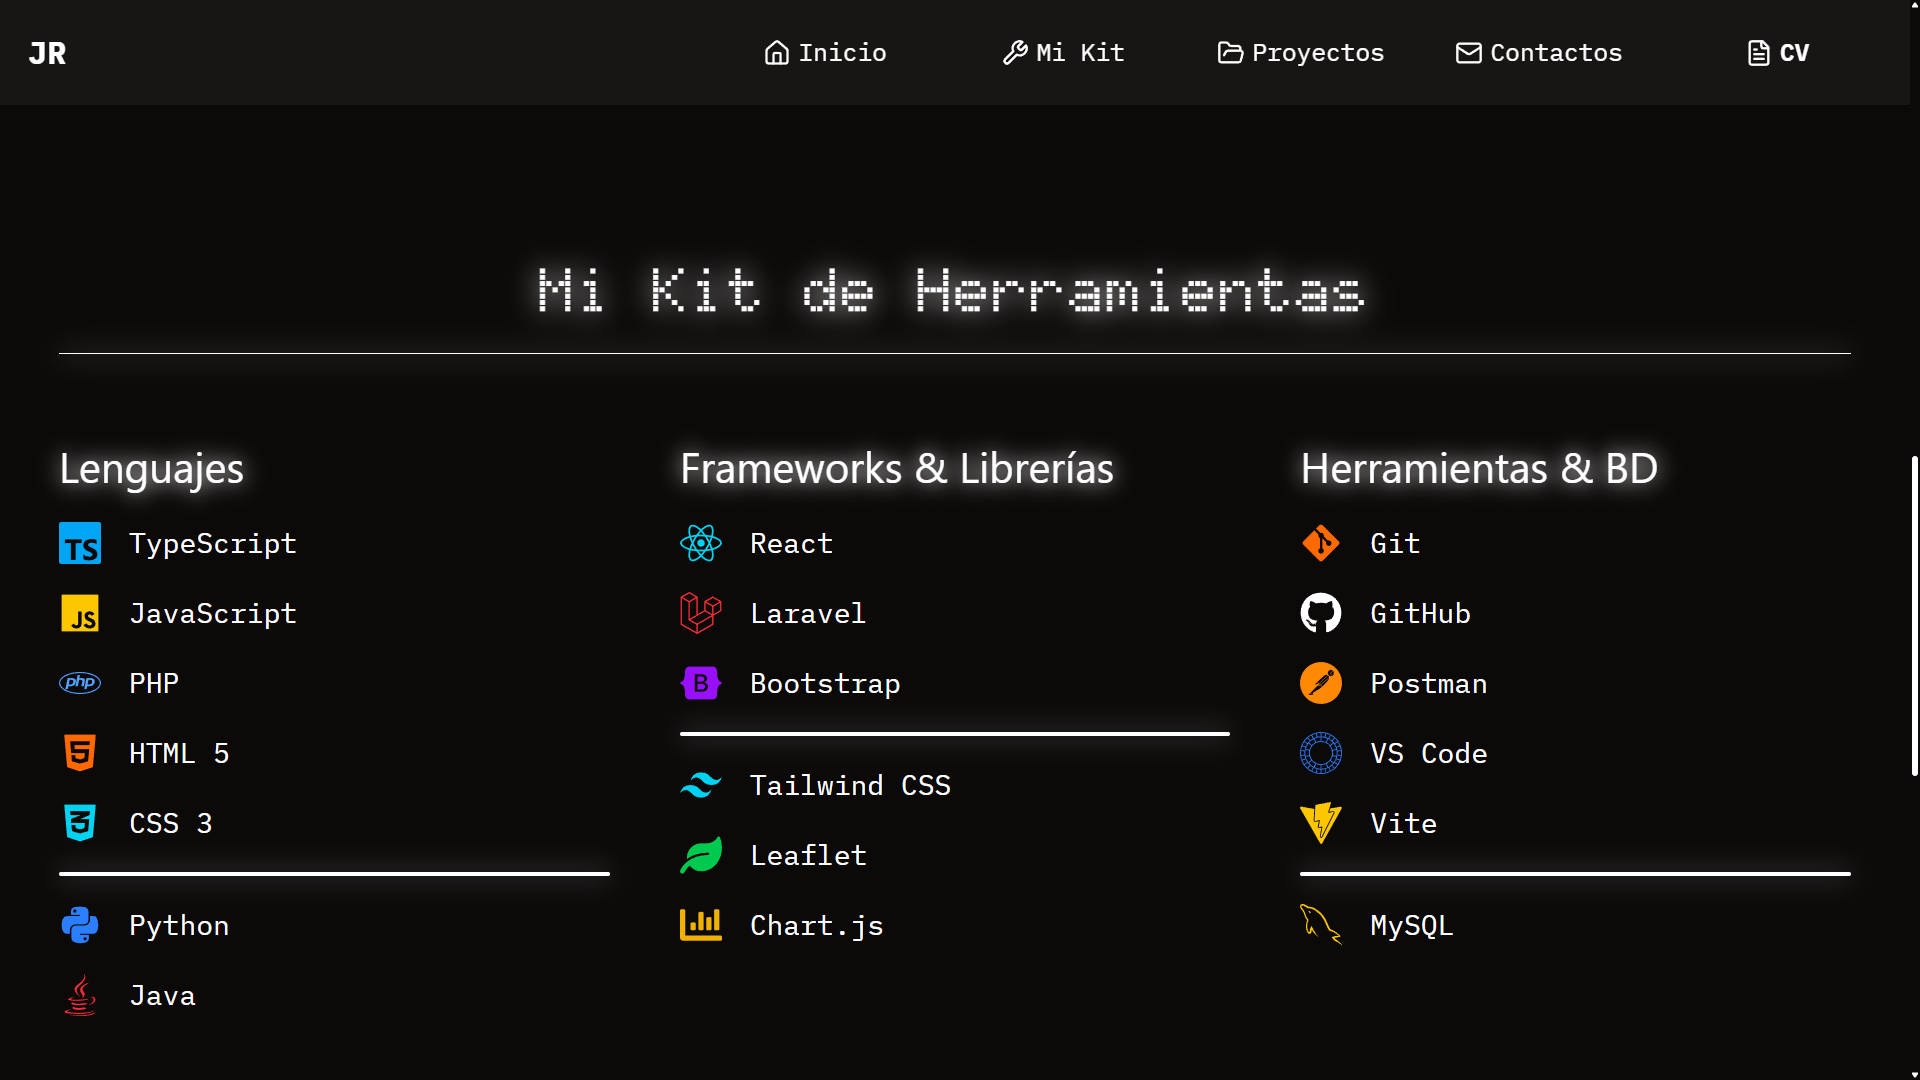 JR
Inicio
Mi Kit
Proyectos
Contactos
CV
Mi Kit de Herramientas
Lenguajes
TS TypeScript
JS JavaScript
php PHP
5 HTML 5
3 CSS 3
Python
Java
Frameworks & Librerías
React
Laravel
B Bootstrap
Tailwind CSS
Leaflet
Chart.js
Herramientas & BD
Git
GitHub
Postman
VS Code
Vite
MySQL